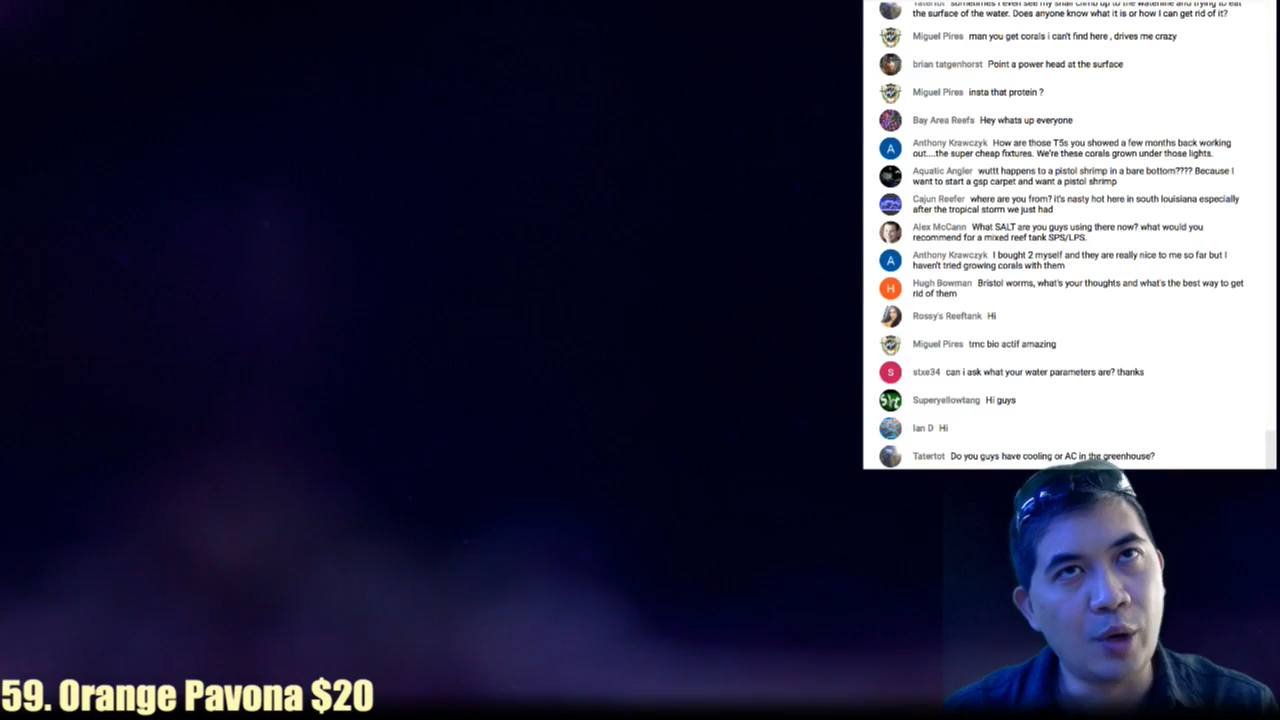 Tatertot sometimes i even see my snail climb up to the waterline and trying to eat
the surface of the water. Does anyone know what it is or how I can get rid of it?
Miguel Pires man you get corals i can't find here , drives me crazy
brian tatgenhorst Point a power head at the surface
Miguel Pires insta that protein ?
Bay Area Reefs Hey whats up everyone
A Anthony Krawczyk How are those T5s you showed a few months back working
out....the super cheap fixtures. We're these corals grown under those lights.
Aquatic Angler wuttt happens to a pistol shrimp in a bare bottom???? Because I
want to start a gsp carpet and want a pistol shrimp
Cajun Reefer where are you from? it's nasty hot here in south louisiana especially
after the tropical storm we just had
Alex McCann What SALT are you guys using there now? what would you
recommend for a mixed reef tank SPS/LPS.
A Anthony Krawczyk I bought 2 myself and they are really nice to me so far but I
haven't tried growing corals with them
H Hugh Bowman Bristol worms, what's your thoughts and what's the best way to get
rid of them
Rossy's Reeftank Hi
Miguel Pires tmc bio actif amazing
S stxe34 can i ask what your water parameters are? thanks
Superyellowtang Hi guys
Ian D Hi
Tatertot Do you guys have cooling or AC in the greenhouse?
59. Orange Pavona $20